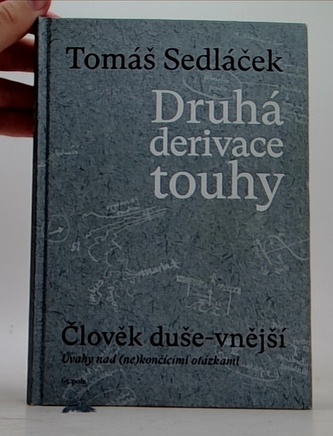 Tomáš Sedláček
Druhá
derivace
touhy
Člověk duše-vnější
Úvahy nad (ne)končícími otázkami